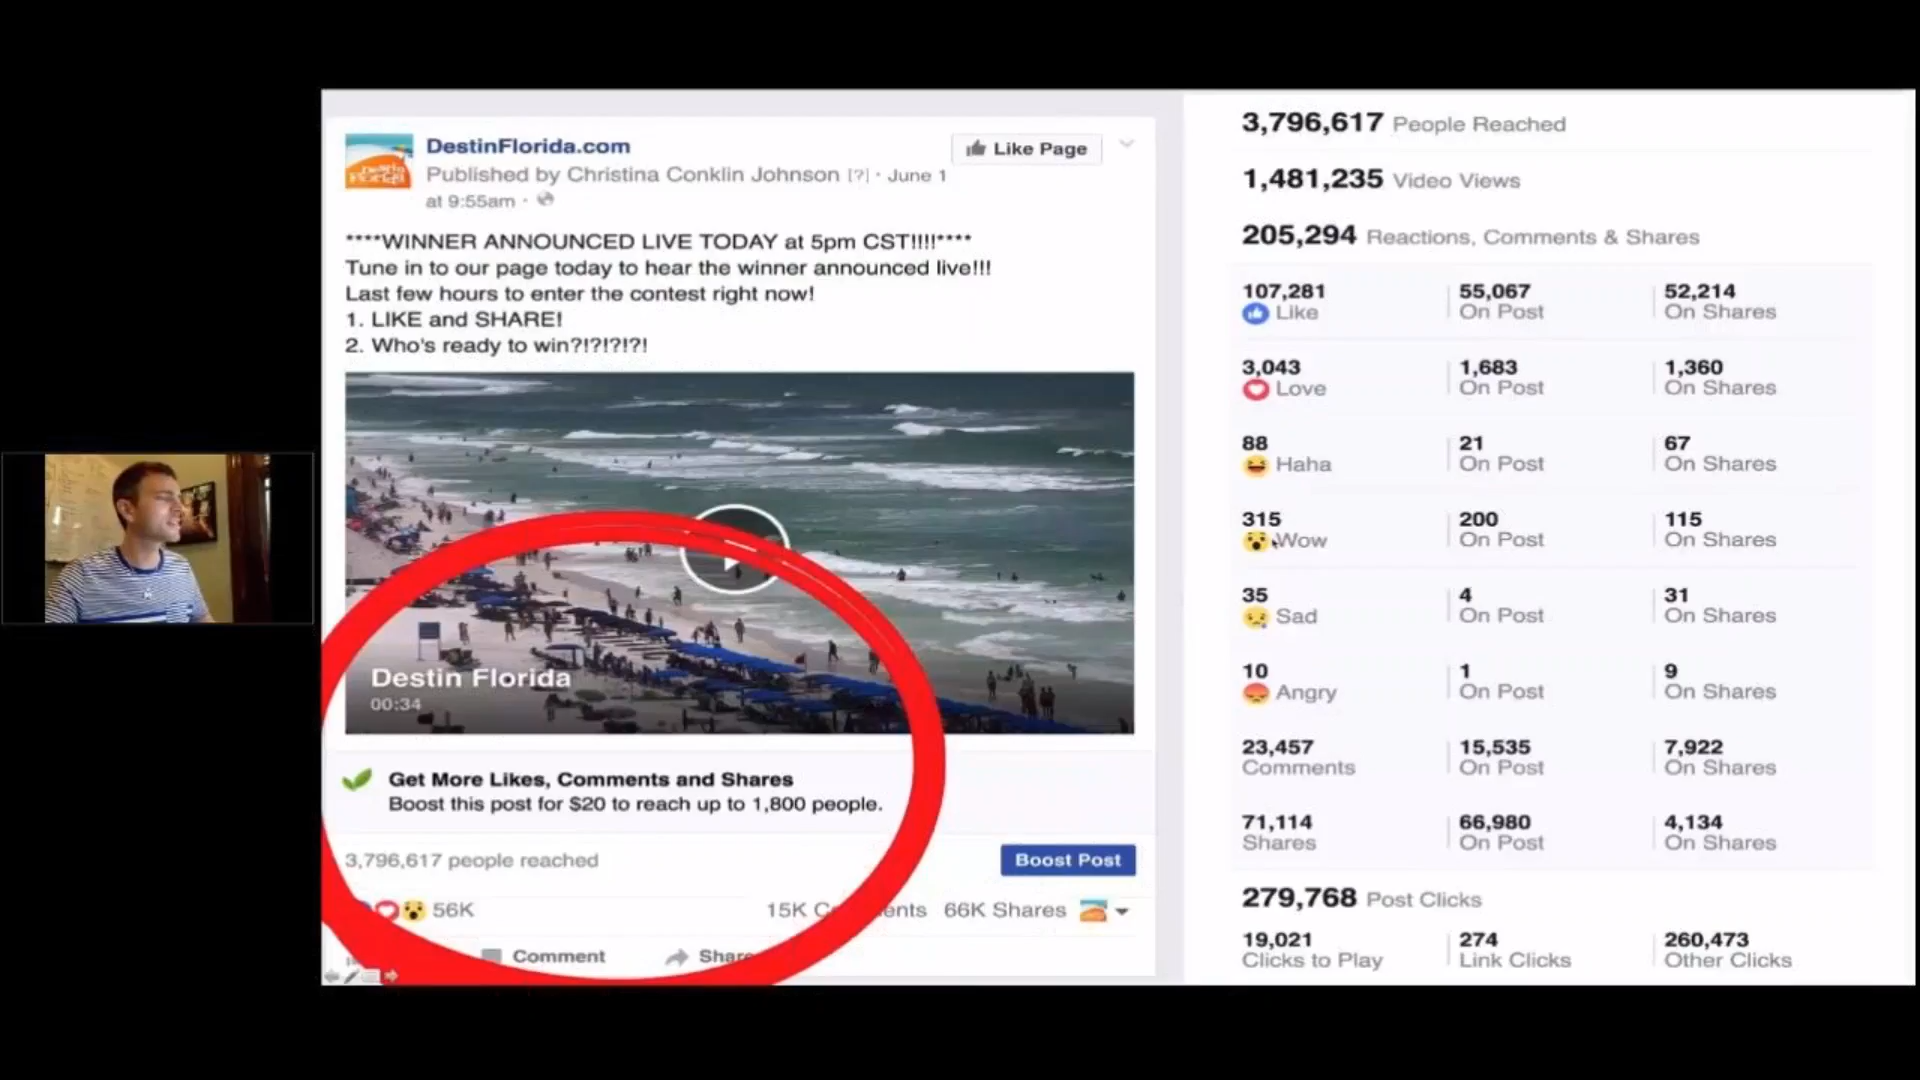 DestinFlorida.com
Published by Christina Conklin Johnson [?] · June 1
at 9:55am ·
Like Page
****WINNER ANNOUNCED LIVE TODAY at 5pm CST!!!!****
Tune in to our page today to hear the winner announced live!!!
Last few hours to enter the contest right now!
1. LIKE and SHARE!
2. Who's ready to win?!?!?!?!
Destin Florida
00:34
Get More Likes, Comments and Shares
Boost this post for $20 to reach up to 1,800 people.
3,796,617 people reached
Boost Post
56K
15K 66K Shares
Comment
3,796,617 People Reached
1,481,235 Video Views
205,294 Reactions, Comments & Shares
107,281 55,067 52,214
Like On Post On Shares
3,043 1,683 1,360
Love On Post On Shares
88 21 67
Haha On Post On Shares
315 200 115
Wow On Post On Shares
35 4 31
Sad On Post On Shares
10 1 9
Angry On Post On Shares
23,457 15,535 7,922
Comments On Post On Shares
71,114 66,980 4,134
Shares On Post On Shares
279,768 Post Clicks
19,021 274 260,473
Clicks to Play Link Clicks Other Clicks